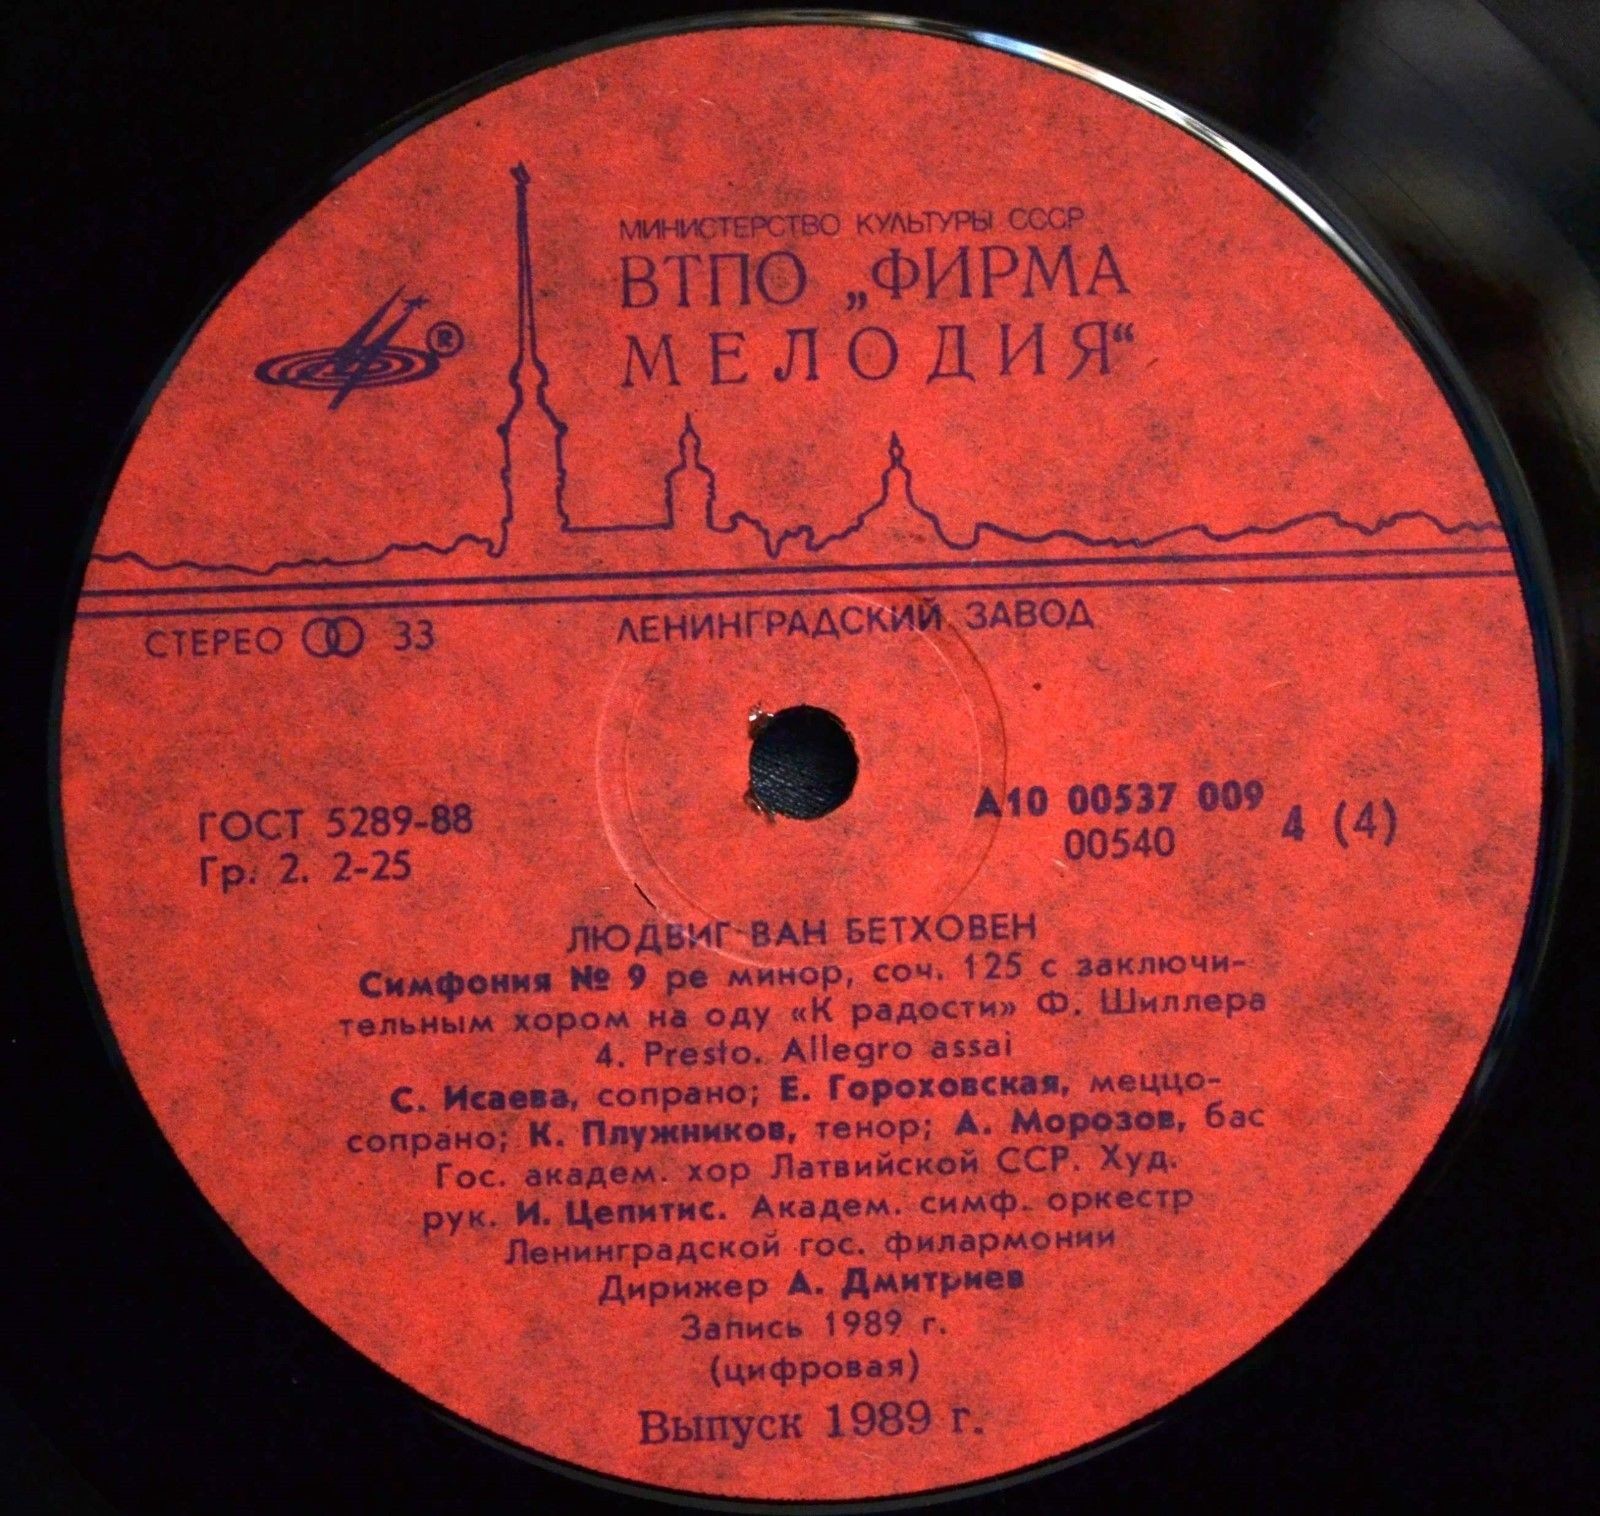 МИНИСТЕРСТВО КУЛЬТУРЫ СССР
ВТПО „ФИРМА
МЕЛОДИЯ“
®
СТЕРЕО 33
ЛЕНИНГРАДСКИЙ ЗАВОД
ГОСТ 5289-88
Гр. 2. 2-25
А10 00537 009
00540
4 (4)
ЛЮДВИГ ВАН БЕТХОВЕН
Симфония № 9 ре минор, соч. 125 с заключи-
тельным хором на оду «К радости» Ф. Шиллера
4. Presto. Allegro assai
С. Исаева, сопрано; Е. Гороховская, меццо-
сопрано; К. Плужников, тенор; А. Морозов, бас
Гос. академ. хор Латвийской ССР. Худ.
рук. И. Цепитис. Академ. симф. оркестр
Ленинградской гос. филармонии
Дирижер А. Дмитриев
Запись 1989 г.
(цифровая)
Выпуск 1989 г.